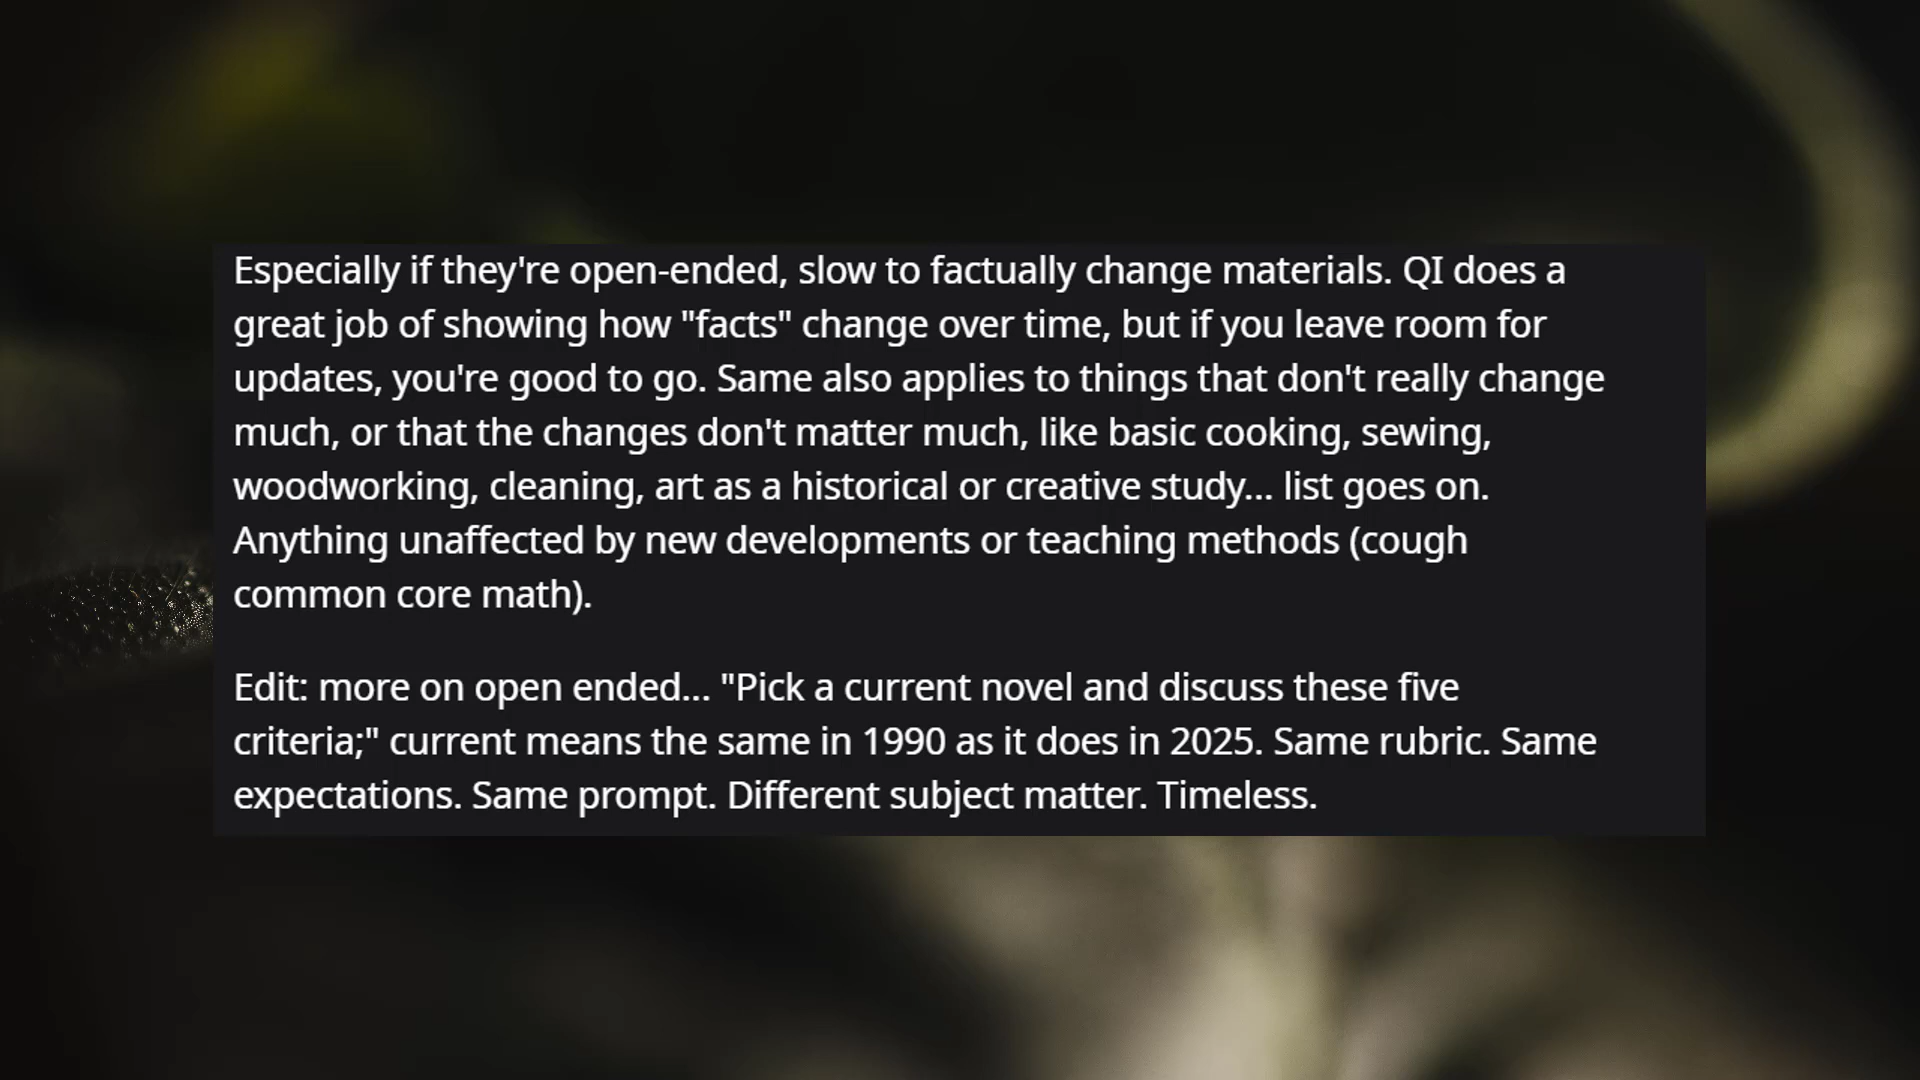 Especially if they're open-ended, slow to factually change materials. QI does a
great job of showing how "facts" change over time, but if you leave room for
updates, you're good to go. Same also applies to things that don't really change
much, or that the changes don't matter much, like basic cooking, sewing,
woodworking, cleaning, art as a historical or creative study... list goes on.
Anything unaffected by new developments or teaching methods (cough
common core math).
Edit: more on open ended... "Pick a current novel and discuss these five
criteria;" current means the same in 1990 as it does in 2025. Same rubric. Same
expectations. Same prompt. Different subject matter. Timeless.